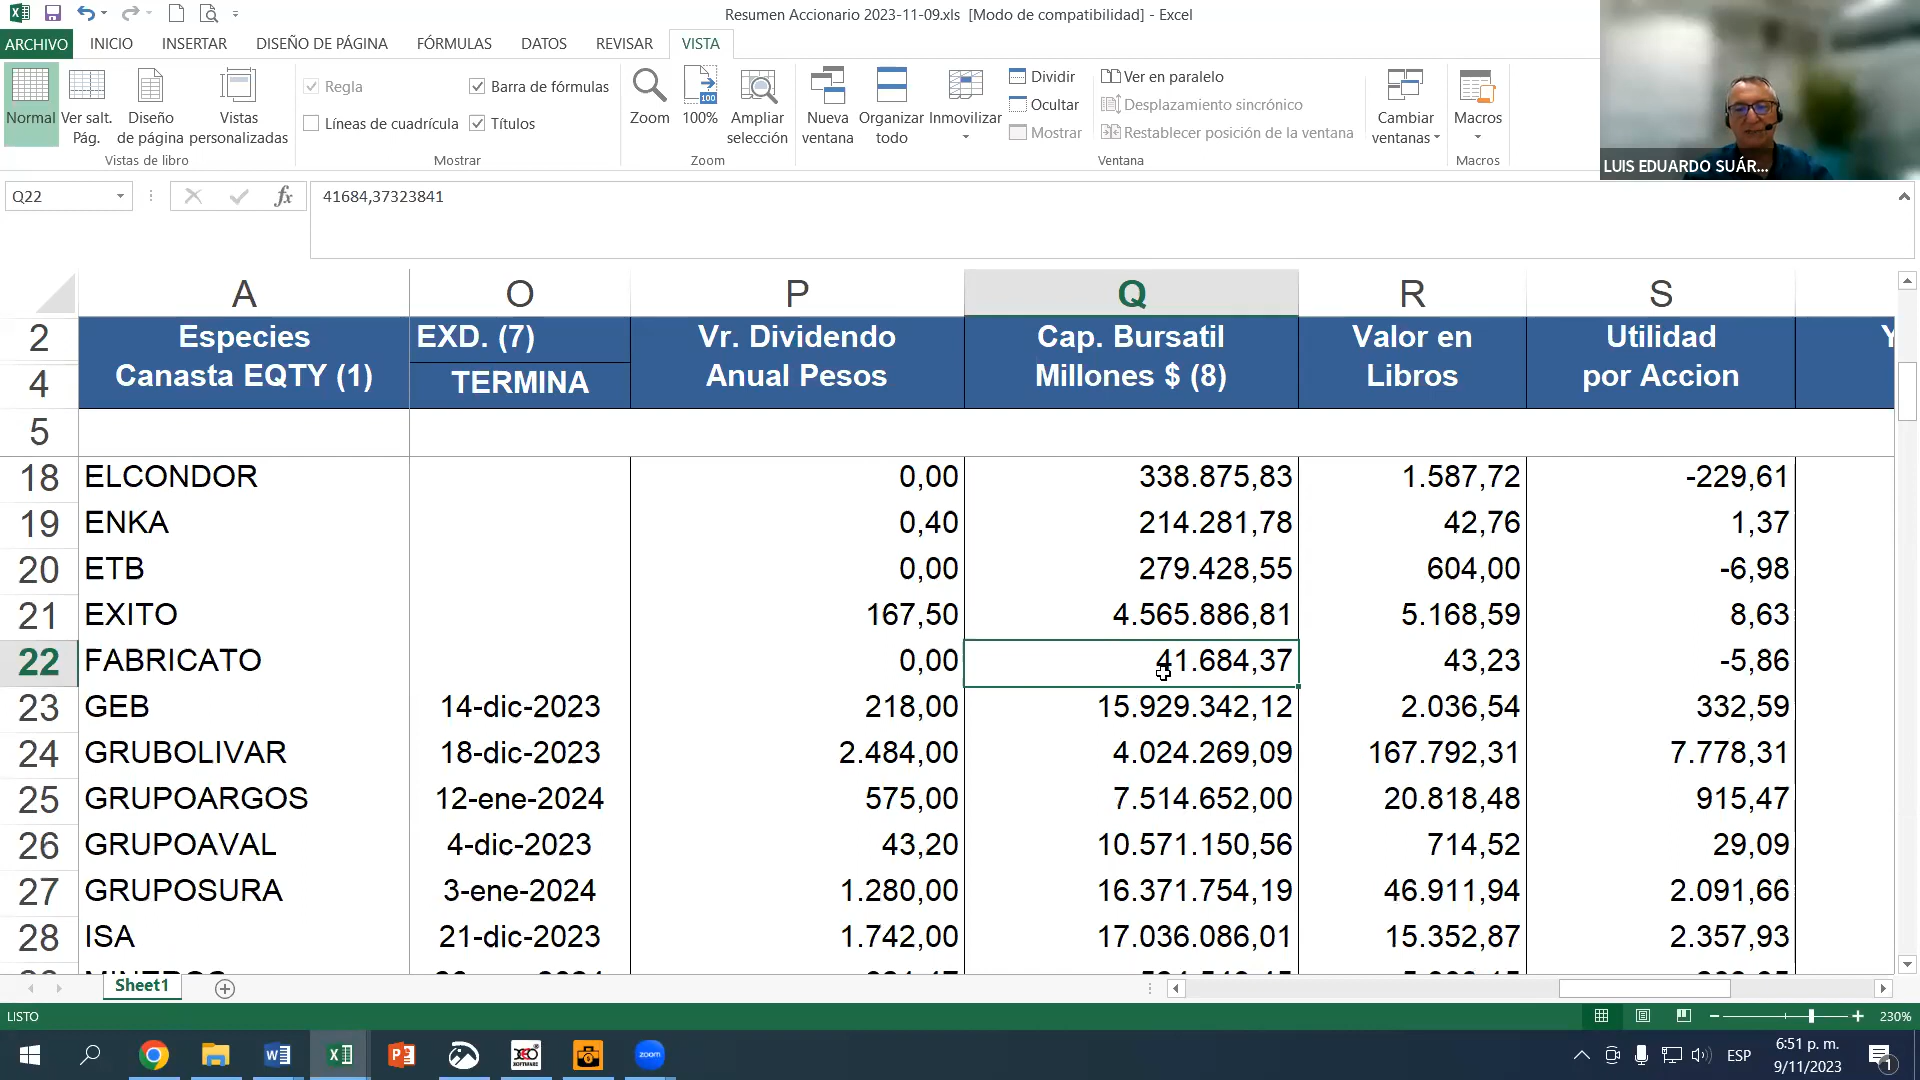 Resumen Accionario 2023-11-09.xls [Modo de compatibilidad] - Excel
ARCHIVO INICIO INSERTAR DISEÑO DE PÁGINA FÓRMULAS DATOS REVISAR VISTA
Normal
Ver salt. Pág.
Diseño de página
Vistas personalizadas
Vistas de libro
Regla
Barra de fórmulas
Líneas de cuadrícula
Títulos
Mostrar
Zoom
100
100%
Ampliar selección
Zoom
Nueva ventana
Organizar todo
Inmovilizar
Dividir
Ocultar
Mostrar
Ver en paralelo
Desplazamiento sincrónico
Restablecer posición de la ventana
Cambiar ventanas
Ventana
Macros
Macros
LUIS EDUARDO SUÁR...
Q22 fx 41684,37323841
A O P Q R S
2 Especies EXD. (7) Vr. Dividendo Cap. Bursatil Valor en Utilidad Y
4 Canasta EQTY (1) TERMINA Anual Pesos Millones $ (8) Libros por Accion
5
18 ELCONDOR 0,00 338.875,83 1.587,72 -229,61
19 ENKA 0,40 214.281,78 42,76 1,37
20 ETB 0,00 279.428,55 604,00 -6,98
21 EXITO 167,50 4.565.886,81 5.168,59 8,63
22 FABRICATO 0,00 41.684,37 43,23 -5,86
23 GEB 14-dic-2023 218,00 15.929.342,12 2.036,54 332,59
24 GRUBOLIVAR 18-dic-2023 2.484,00 4.024.269,09 167.792,31 7.778,31
25 GRUPOARGOS 12-ene-2024 575,00 7.514.652,00 20.818,48 915,47
26 GRUPOAVAL 4-dic-2023 43,20 10.571.150,56 714,52 29,09
27 GRUPOSURA 3-ene-2024 1.280,00 16.371.754,19 46.911,94 2.091,66
28 ISA 21-dic-2023 1.742,00 17.036.086,01 15.352,87 2.357,93
Sheet1
LISTO 230%
zoom
ESP
6:51 p. m.
9/11/2023
1